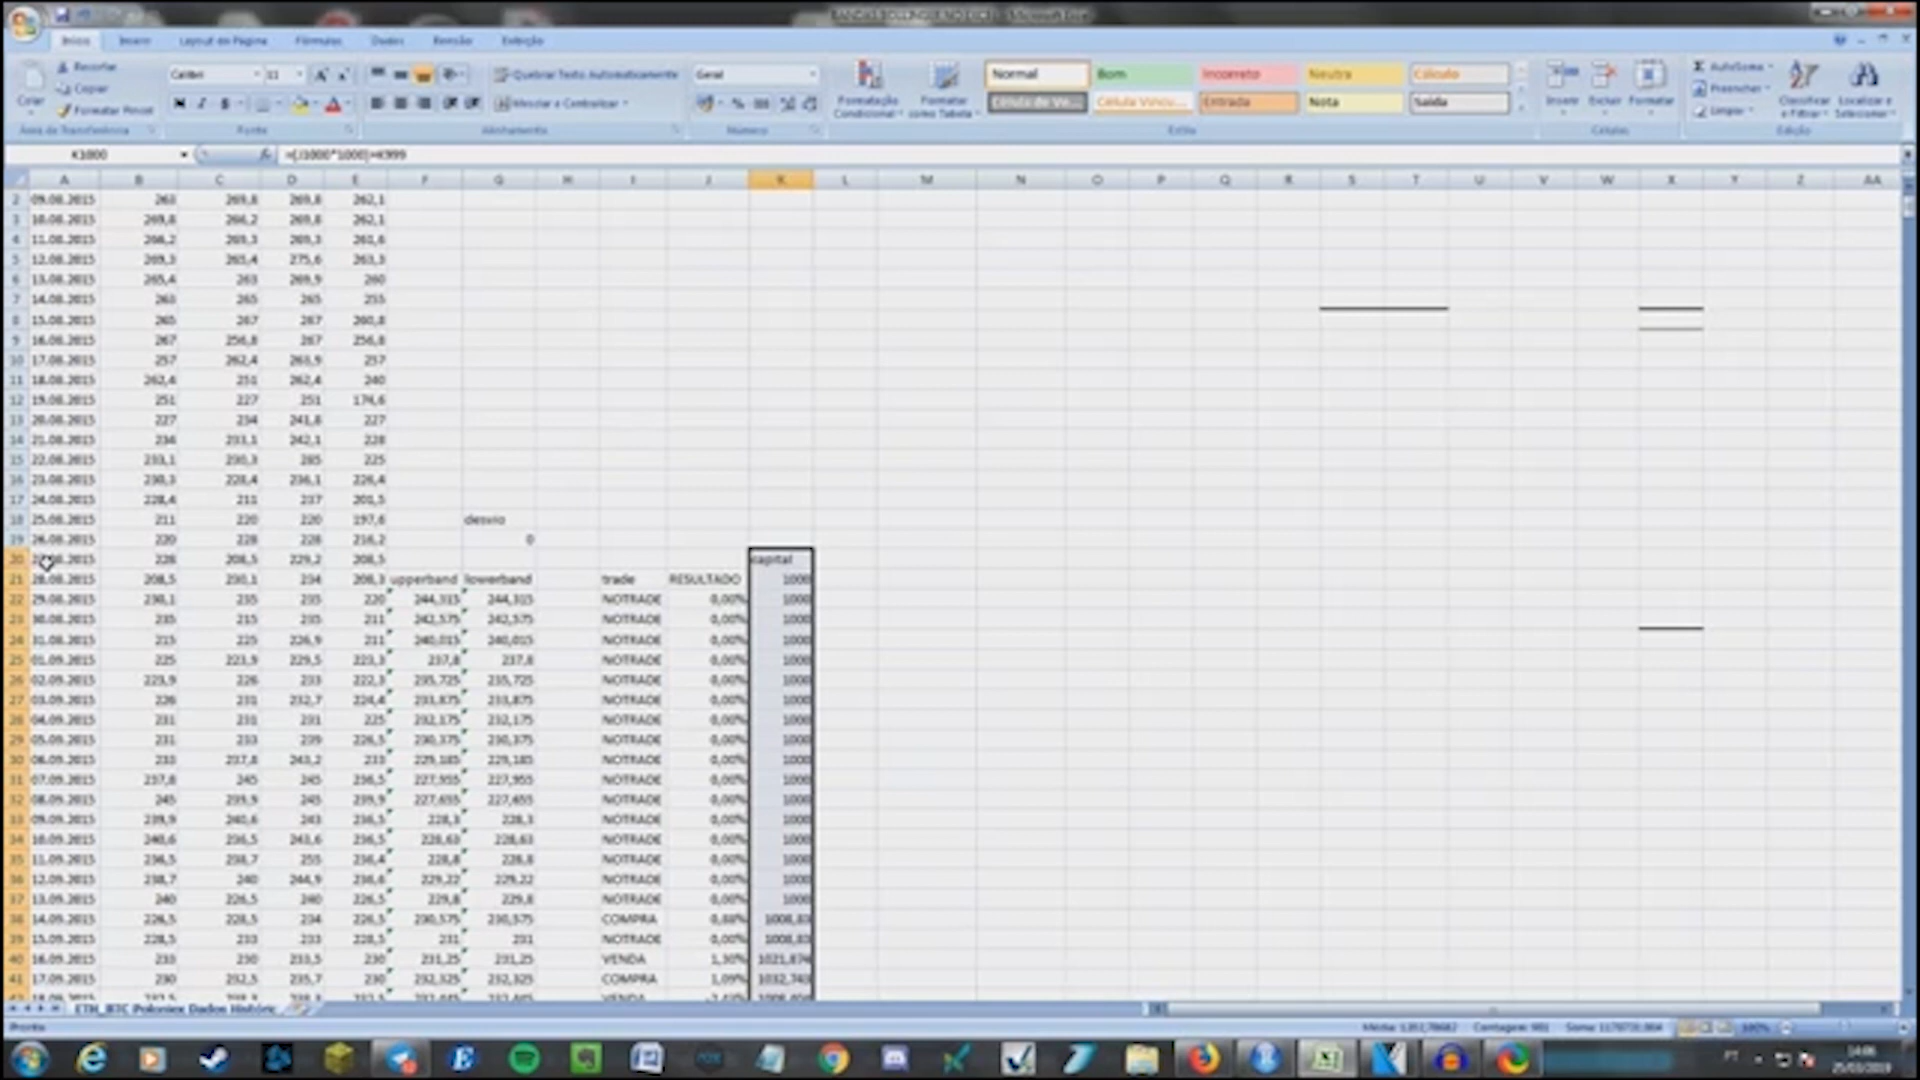 Microsoft Excel
Início Inserir Layout da Página Fórmulas Dados Revisão Exibição
Recortar
Copiar
Formatar Pincel
Área de Transferência
Calibri 11
Fonte
Quebrar Texto Automaticamente
Mesclar e Centralizar
Alinhamento
Geral
Número
Formatação Condicional
Formatar como Tabela
Normal Bom Incorreto Neutra Cálculo
Célula de Ve... Célula Vincu... Entrada Nota Saída
Estilo
Inserir Excluir Formatar
Células
AutoSoma
Preencher
Limpar
Classificar e Filtrar
Localizar e Selecionar
Edição
K1000 =(J1000*1000)+K999
A B C D E F G H I J K L M N O P Q R S T U V W X Y Z AA
2 09.08.2015 263 269,8 269,8 262,1
3 10.08.2015 269,8 266,2 269,8 262,1
4 11.08.2015 266,2 269,3 269,3 261,6
5 12.08.2015 269,3 265,4 275,6 263,3
6 13.08.2015 265,4 263 269,9 260
7 14.08.2015 263 265 265 255
8 15.08.2015 265 267 267 260,8
9 16.08.2015 267 256,8 267 256,8
10 17.08.2015 257 262,4 263,9 257
11 18.08.2015 262,4 251 262,4 240
12 19.08.2015 251 227 251 174,6
13 20.08.2015 227 234 241,8 227
14 21.08.2015 234 233,1 242,1 228
15 22.08.2015 233,1 230,3 285 225
16 23.08.2015 230,3 228,4 236,1 226,4
17 24.08.2015 228,4 211 237 201,5
18 25.08.2015 211 220 220 197,6 desvio
19 26.08.2015 220 228 228 216,2 0
20 228 208,5 229,2 208,5 capital
21 28.08.2015 208,5 230,1 234 208,3 upperband lowerband trade RESULTADO 1000
22 29.08.2015 230,1 235 235 220 244,315 244,315 NOTRADE 0,00% 1000
23 30.08.2015 235 215 235 211 242,575 242,575 NOTRADE 0,00% 1000
24 31.08.2015 215 225 226,9 211 240,015 240,015 NOTRADE 0,00% 1000
25 01.09.2015 225 223,9 229,5 223,3 237,8 237,8 NOTRADE 0,00% 1000
26 02.09.2015 223,9 226 233 222,3 235,725 235,725 NOTRADE 0,00% 1000
27 03.09.2015 226 231 232,7 224,4 233,875 233,875 NOTRADE 0,00% 1000
28 04.09.2015 231 231 231 225 232,175 232,175 NOTRADE 0,00% 1000
29 05.09.2015 231 233 239 226,5 230,375 230,375 NOTRADE 0,00% 1000
30 06.09.2015 233 237,8 243,2 233 229,185 229,185 NOTRADE 0,00% 1000
31 07.09.2015 237,8 245 245 236,5 227,955 227,955 NOTRADE 0,00% 1000
32 08.09.2015 245 239,9 245 239,9 227,655 227,655 NOTRADE 0,00% 1000
33 09.09.2015 239,9 240,6 243 236,5 228,3 228,3 NOTRADE 0,00% 1000
34 10.09.2015 240,6 236,5 243,6 236,5 228,63 228,63 NOTRADE 0,00% 1000
35 11.09.2015 236,5 238,7 255 236,4 228,8 228,8 NOTRADE 0,00% 1000
36 12.09.2015 238,7 240 244,9 236,6 229,22 229,22 NOTRADE 0,00% 1000
37 13.09.2015 240 226,5 240 226,5 229,8 229,8 NOTRADE 0,00% 1000
38 14.09.2015 226,5 228,5 234 226,5 230,575 230,575 COMPRA 0,88% 1008,83
39 15.09.2015 228,5 233 233 228,5 231 231 NOTRADE 0,00% 1008,83
40 16.09.2015 233 230 233,5 230 231,25 231,25 VENDA 1,30% 1021,874
41 17.09.2015 230 232,5 235,7 230 232,325 232,325 COMPRA 1,09% 1032,743
ETH_BTC Poloniex Dados Históric
Pronto 100%
PT 14:06
25/03/2019